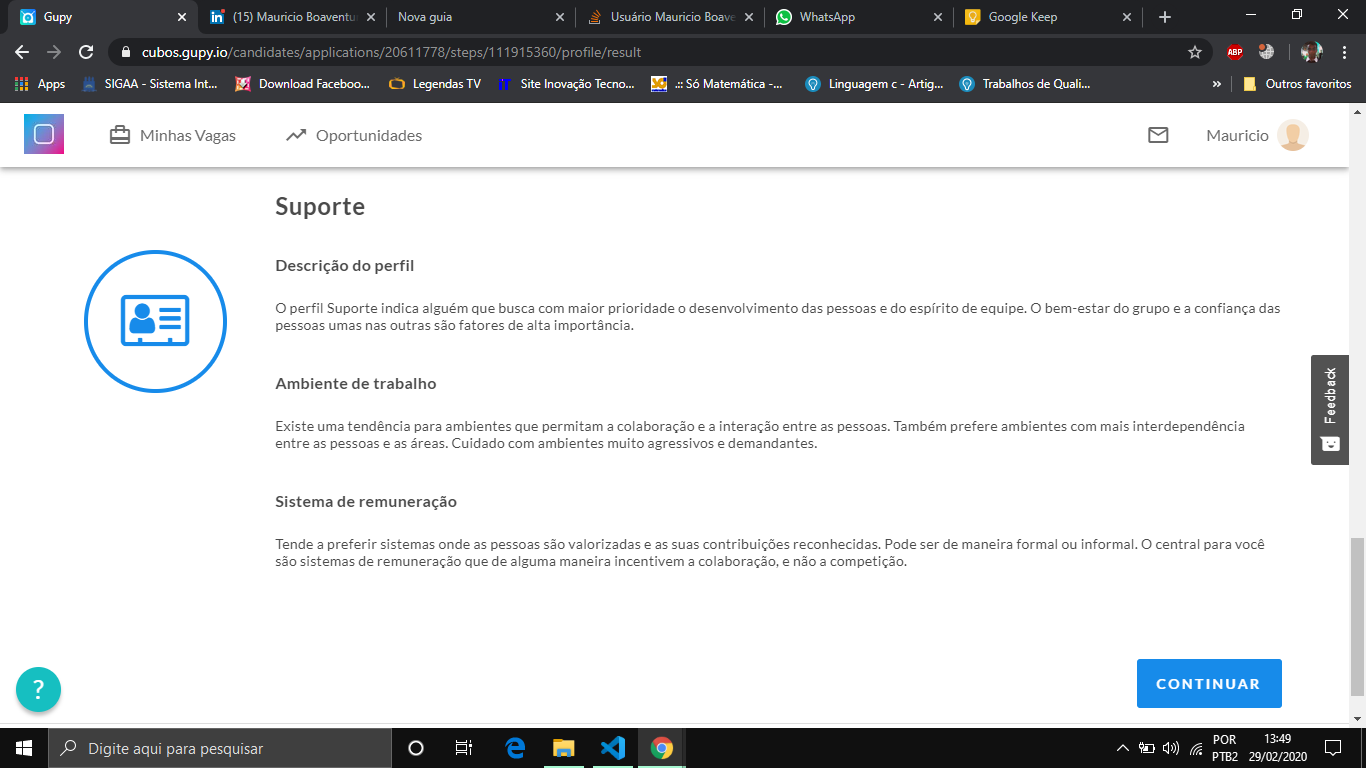 Gupy
(15) Mauricio Boaventu
Nova guia
Usuário Mauricio Boave
WhatsApp
Google Keep
cubos.gupy.io/candidates/applications/20611778/steps/111915360/profile/result
ABP
Apps
SIGAA - Sistema Int...
Download Faceboo...
Legendas TV
iT Site Inovação Tecno...
.:: Só Matemática -...
Linguagem c - Artig...
Trabalhos de Quali...
»
Outros favoritos
Minhas Vagas
Oportunidades
Mauricio
Suporte
Descrição do perfil
O perfil Suporte indica alguém que busca com maior prioridade o desenvolvimento das pessoas e do espírito de equipe. O bem-estar do grupo e a confiança das
pessoas umas nas outras são fatores de alta importância.
Ambiente de trabalho
Existe uma tendência para ambientes que permitam a colaboração e a interação entre as pessoas. Também prefere ambientes com mais interdependência
entre as pessoas e as áreas. Cuidado com ambientes muito agressivos e demandantes.
Sistema de remuneração
Tende a preferir sistemas onde as pessoas são valorizadas e as suas contribuições reconhecidas. Pode ser de maneira formal ou informal. O central para você
são sistemas de remuneração que de alguma maneira incentivem a colaboração, e não a competição.
Feedback
CONTINUAR
?
Digite aqui para pesquisar
POR
PTB2
13:49
29/02/2020